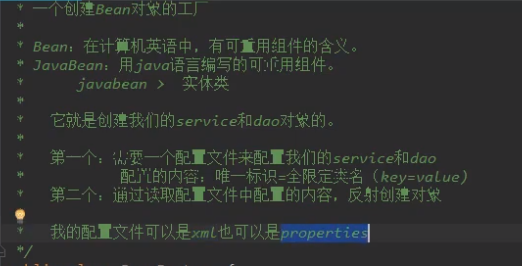 * 一个创建Bean对象的工厂
*
* Bean：在计算机英语中，有可重用组件的含义。
* JavaBean：用java语言编写的可重用组件。
* javabean > 实体类
*
* 它就是创建我们的service和dao对象的。
*
* 第一个：需要一个配置文件来配置我们的service和dao
* 配置的内容：唯一标识=全限定类名（key=value)
* 第二个：通过读取配置文件中配置的内容，反射创建对象
*
* 我的配置文件可以是xml也可以是properties
*/